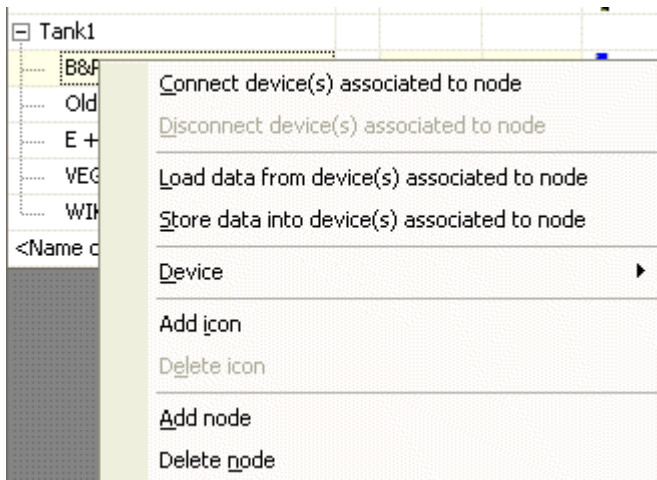 Tank1
B&
Connect device(s) associated to node
Old
Disconnect device(s) associated to node
E +
VEG
Load data from device(s) associated to node
WIK
Store data into device(s) associated to node
<Name
Device
Add icon
Delete icon
Add node
Delete node